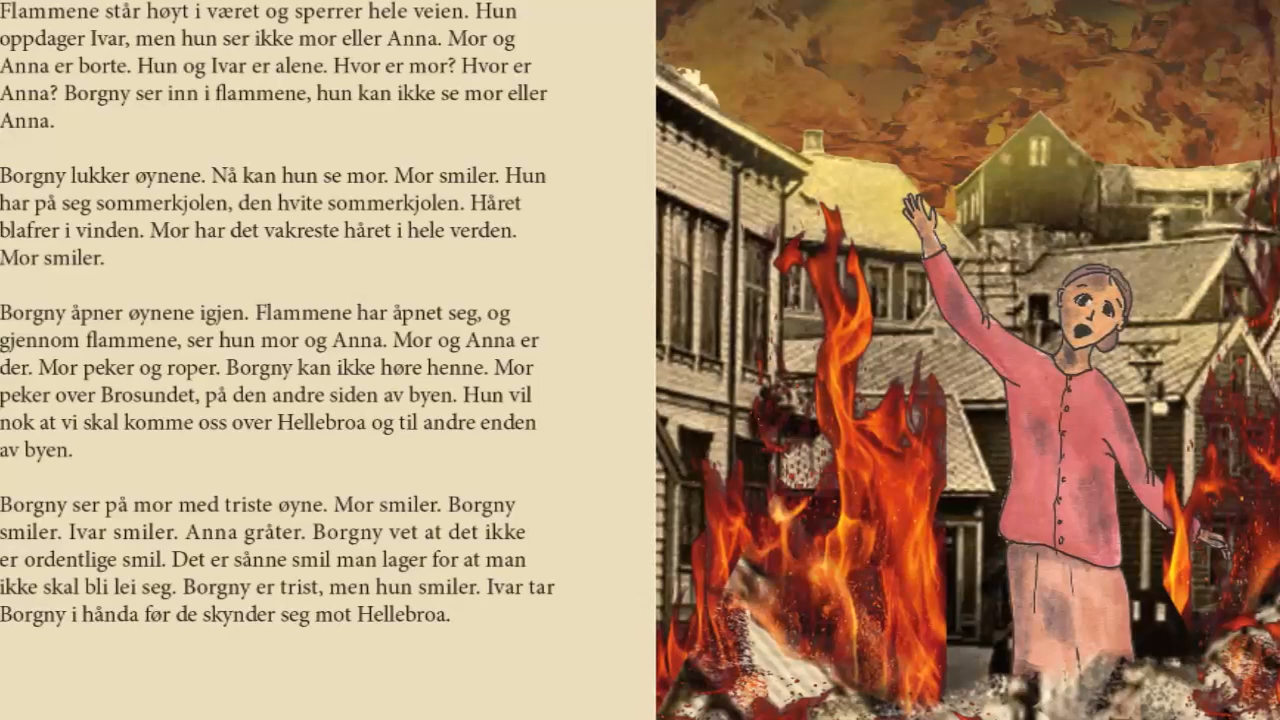 Flammene står høyt i været og sperrer hele veien. Hun
oppdager Ivar, men hun ser ikke mor eller Anna. Mor og
Anna er borte. Hun og Ivar er alene. Hvor er mor? Hvor er
Anna? Borgny ser inn i flammene, hun kan ikke se mor eller
Anna.
Borgny lukker øynene. Nå kan hun se mor. Mor smiler. Hun
har på seg sommerkjolen, den hvite sommerkjolen. Håret
blafrer i vinden. Mor har det vakreste håret i hele verden.
Mor smiler.
Borgny åpner øynene igjen. Flammene har åpnet seg, og
gjennom flammene, ser hun mor og Anna. Mor og Anna er
der. Mor peker og roper. Borgny kan ikke høre henne. Mor
peker over Brosundet, på den andre siden av byen. Hun vil
nok at vi skal komme oss over Hellebroa og til andre enden
av byen.
Borgny ser på mor med triste øyne. Mor smiler. Borgny
smiler. Ivar smiler. Anna gråter. Borgny vet at det ikke
er ordentlige smil. Det er sånne smil man lager for at man
ikke skal bli lei seg. Borgny er trist, men hun smiler. Ivar tar
Borgny i hånda før de skynder seg mot Hellebroa.